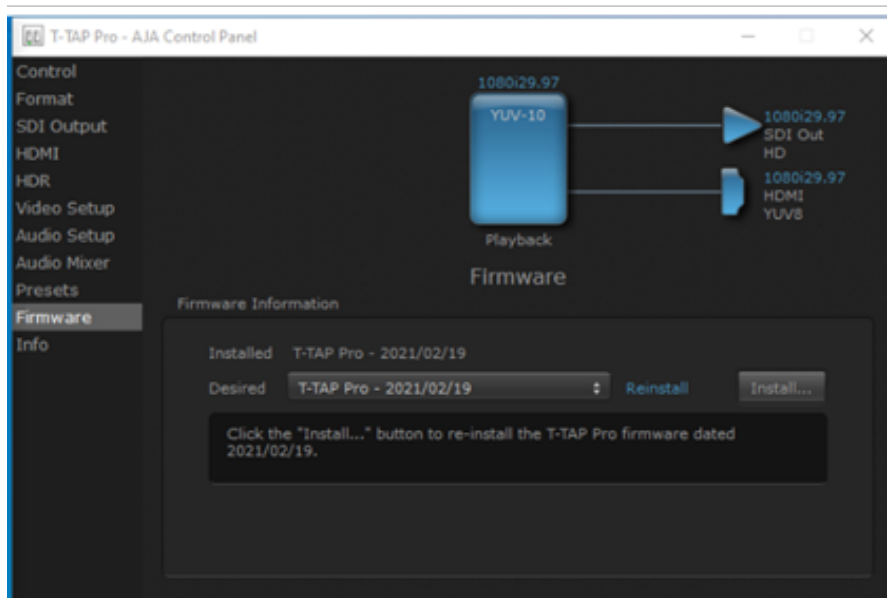 T-TAP Pro - AJA Control Panel
Control
Format
SDI Output
HDMI
HDR
Video Setup
Audio Setup
Audio Mixer
Presets
Firmware
Info
1080i29.97
YUV-10
Playback
1080i29.97
SDI Out
HD
1080i29.97
HDMI
YUV8
Firmware
Firmware Information
Installed T-TAP Pro - 2021/02/19
Desired T-TAP Pro - 2021/02/19 Reinstall Install...
Click the "Install..." button to re-install the T-TAP Pro firmware dated
2021/02/19.